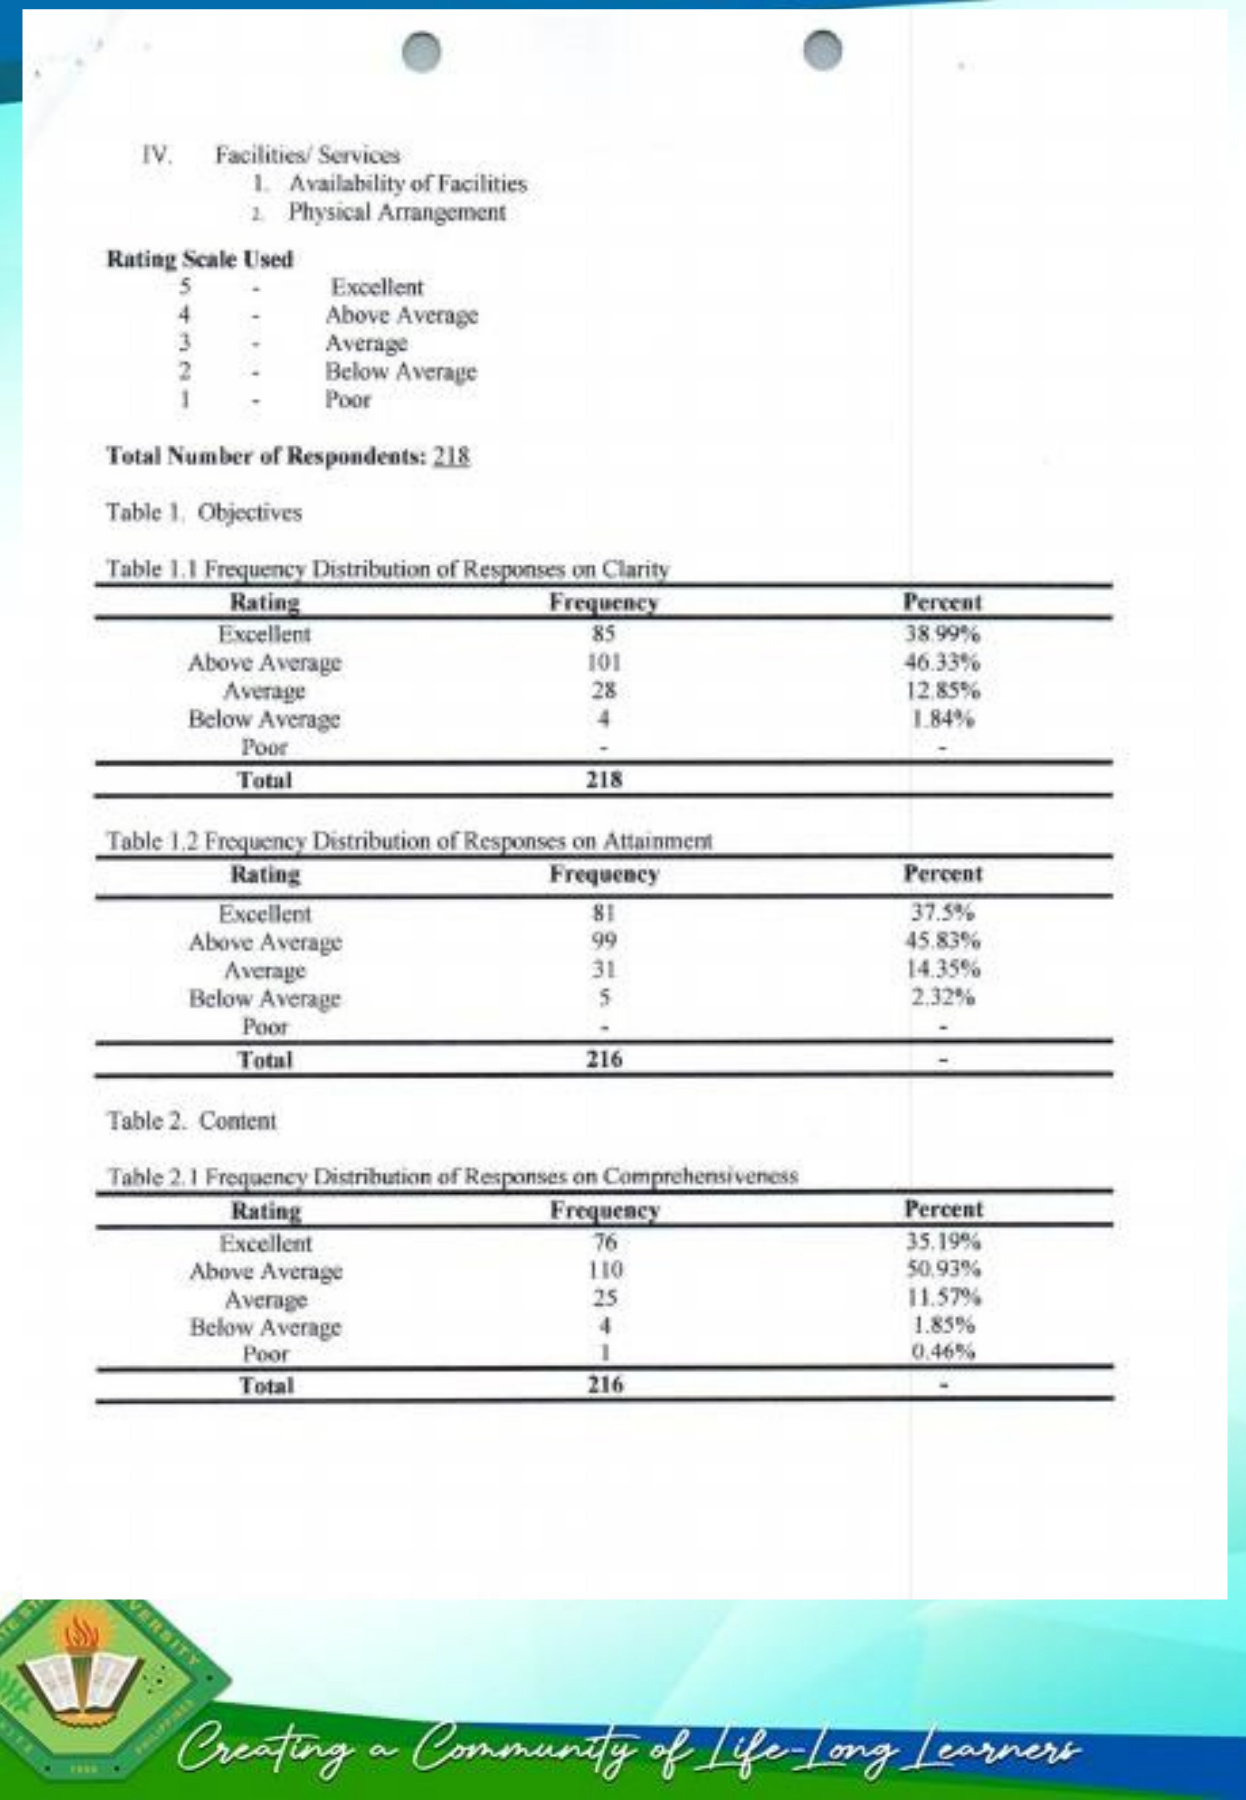 IV. Facilities/ Services
1. Availability of Facilities
2. Physical Arrangement
Rating Scale Used
5 - Excellent
4 - Above Average
3 - Average
2 - Below Average
1 - Poor
Total Number of Respondents: 218
Table 1. Objectives
Table 1.1 Frequency Distribution of Responses on Clarity
Rating Frequency Percent
Excellent 85 38.99%
Above Average 101 46.33%
Average 28 12.85%
Below Average 4 1.84%
Poor - -
Total 218
Table 1.2 Frequency Distribution of Responses on Attainment
Rating Frequency Percent
Excellent 81 37.5%
Above Average 99 45.83%
Average 31 14.35%
Below Average 5 2.32%
Poor - -
Total 216 -
Table 2. Content
Table 2.1 Frequency Distribution of Responses on Comprehensiveness
Rating Frequency Percent
Excellent 76 35.19%
Above Average 110 50.93%
Average 25 11.57%
Below Average 4 1.85%
Poor 1 0.46%
Total 216 -
PHILIPPINES
Creating a Community of Life-Long Learners